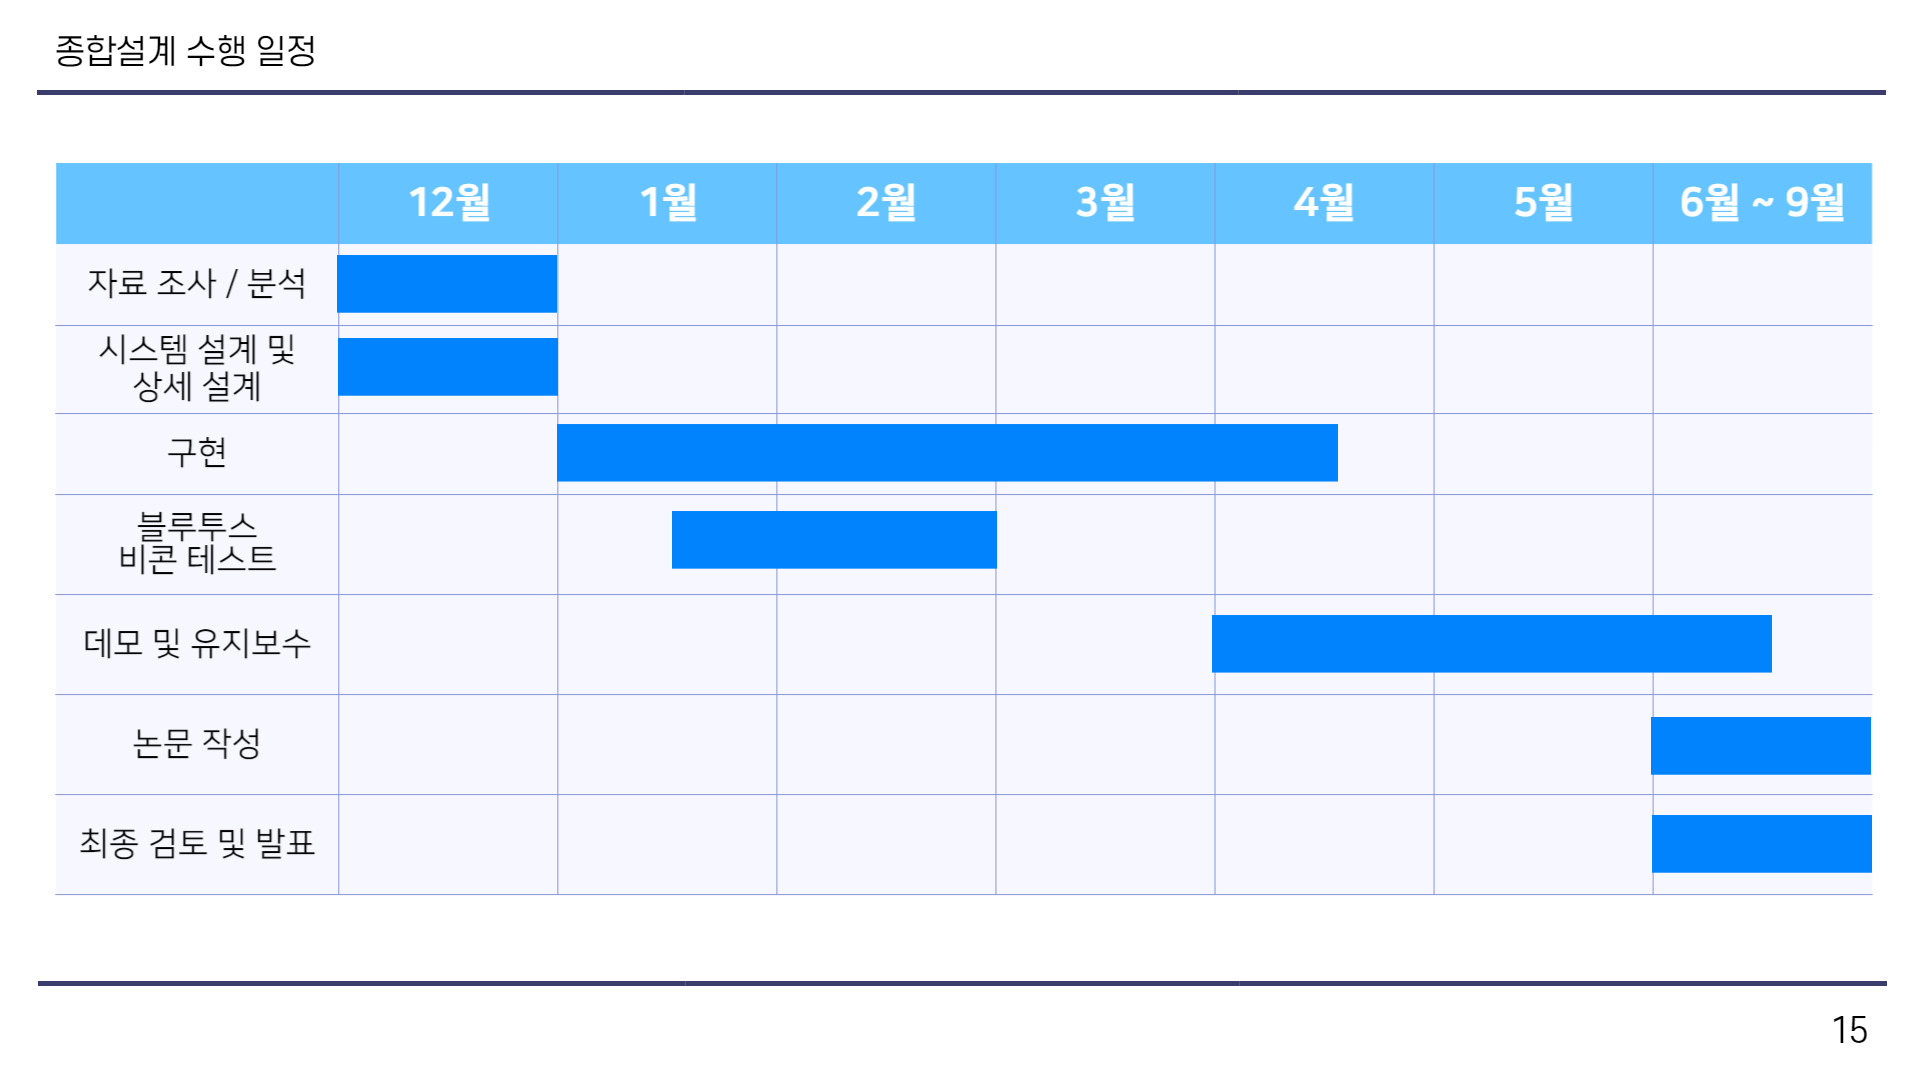 종합설계 수행 일정
12월 1월 2월 3월 4월 5월 6월 ~ 9월
자료 조사 / 분석
시스템 설계 및
상세 설계
구현
블루투스
비콘 테스트
데모 및 유지보수
논문 작성
최종 검토 및 발표
15